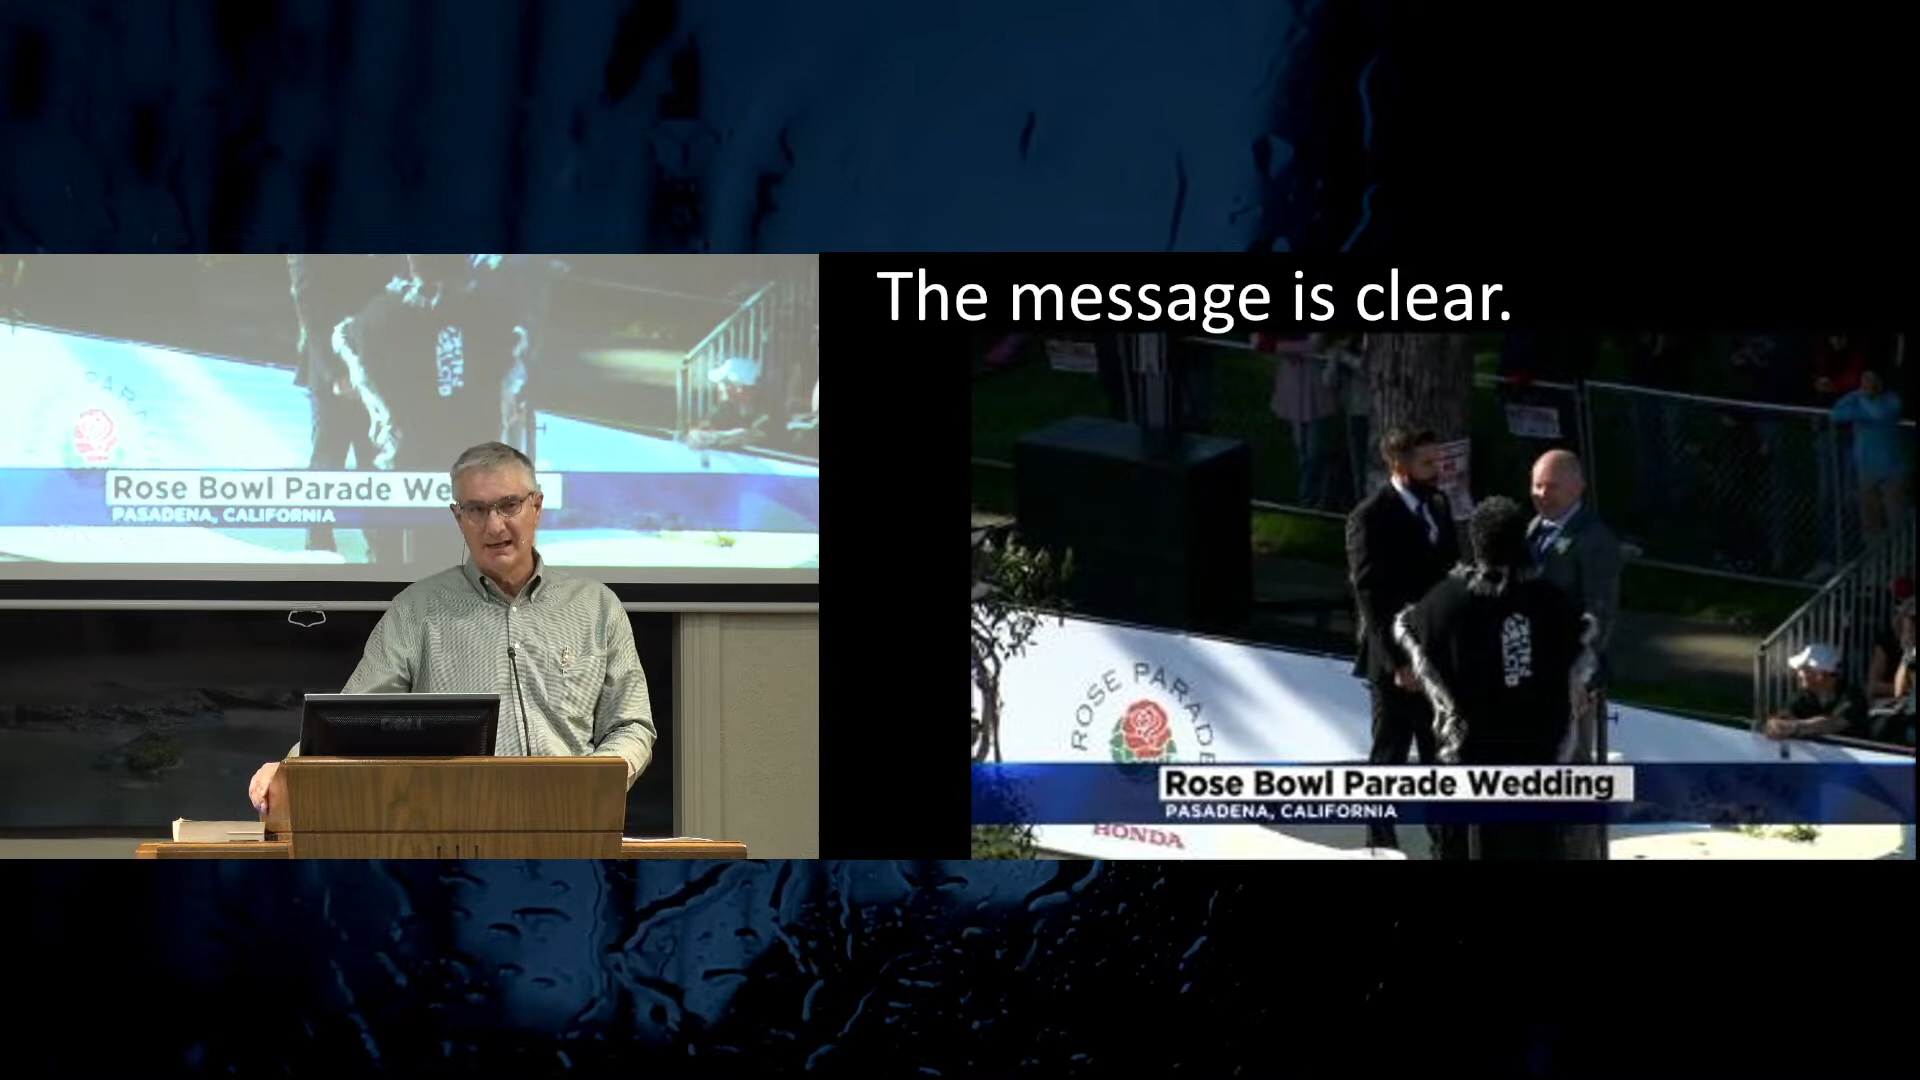 The message is clear.
Rose Bowl Parade We
PASADENA, CALIFORNIA
DELL
ROSE PARADE
Rose Bowl Parade Wedding
PASADENA, CALIFORNIA
HONDA